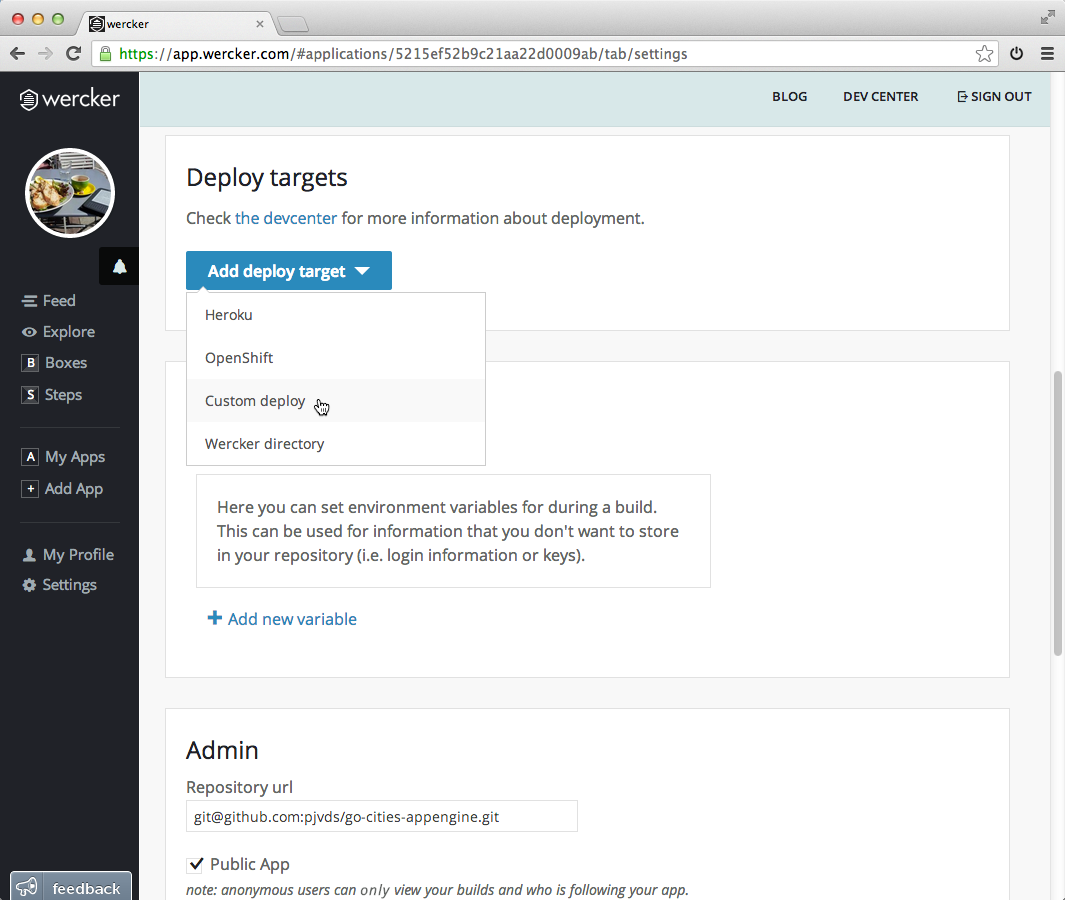 wercker
https://app.wercker.com/#applications/5215ef52b9c21aa22d0009ab/tab/settings
wercker
BLOG
DEV CENTER
SIGN OUT
Feed
Explore
B Boxes
S Steps
A My Apps
+ Add App
My Profile
Settings
feedback
Deploy targets
Check the devcenter for more information about deployment.
Add deploy target
Heroku
OpenShift
Custom deploy
Wercker directory
Here you can set environment variables for during a build.
This can be used for information that you don't want to store
in your repository (i.e. login information or keys).
+ Add new variable
Admin
Repository url
git@github.com:pjvds/go-cities-appengine.git
Public App
note: anonymous users can only view your builds and who is following your app.